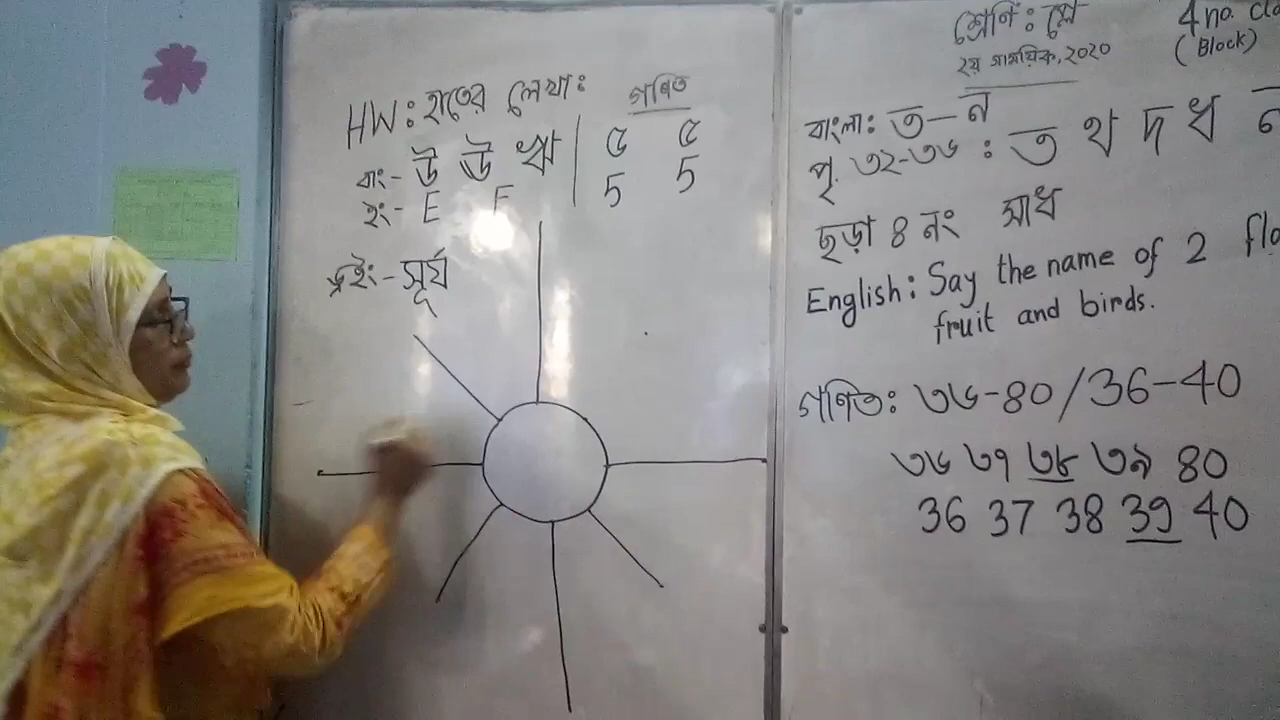 HW: হাতের লেখা:
গণিত
বাং- উ ঊ ঋ
৫ ৫
ইং- E F
5 5
ড্রইং:- সূর্য
শ্রেণি: প্লে
২য় সাময়িক, ২০২০
4 no.
(Block)
বাংলা: ত—ন
পৃ. ৩২-৩৬ : ত থ দ ধ ন
ছড়া ৪ নং সাধ
English: Say the name of 2
fruit and birds.
গণিত: ৩৬-৪০/36-40
৩৬ ৩৭ ৩৮ ৩৯ ৪০
36 37 38 39 40